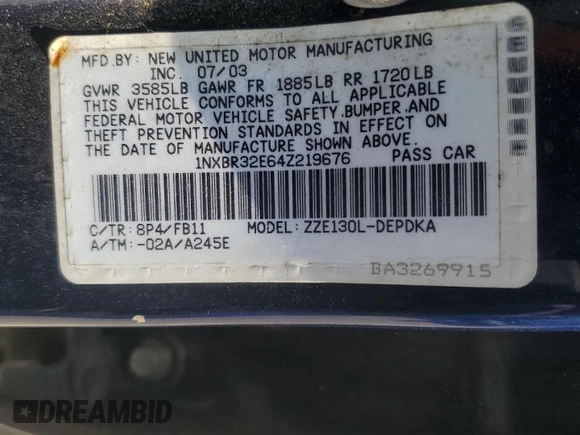 MFD.BY: NEW UNITED MOTOR MANUFACTURING
INC. 07/03
GVWR 3585LB GAWR FR 1885LB RR 1720LB
THIS VEHICLE CONFORMS TO ALL APPLICABLE
FEDERAL MOTOR VEHICLE SAFETY,BUMPER,AND
THEFT PREVENTION STANDARDS IN EFFECT ON
THE DATE OF MANUFACTURE SHOWN ABOVE.
1NXBR32E64Z219676 PASS CAR
C/TR: 8P4/FB11 MODEL: ZZE130L-DEPDKA
A/TM: -02A/A245E
BA3269915
DREAMBID